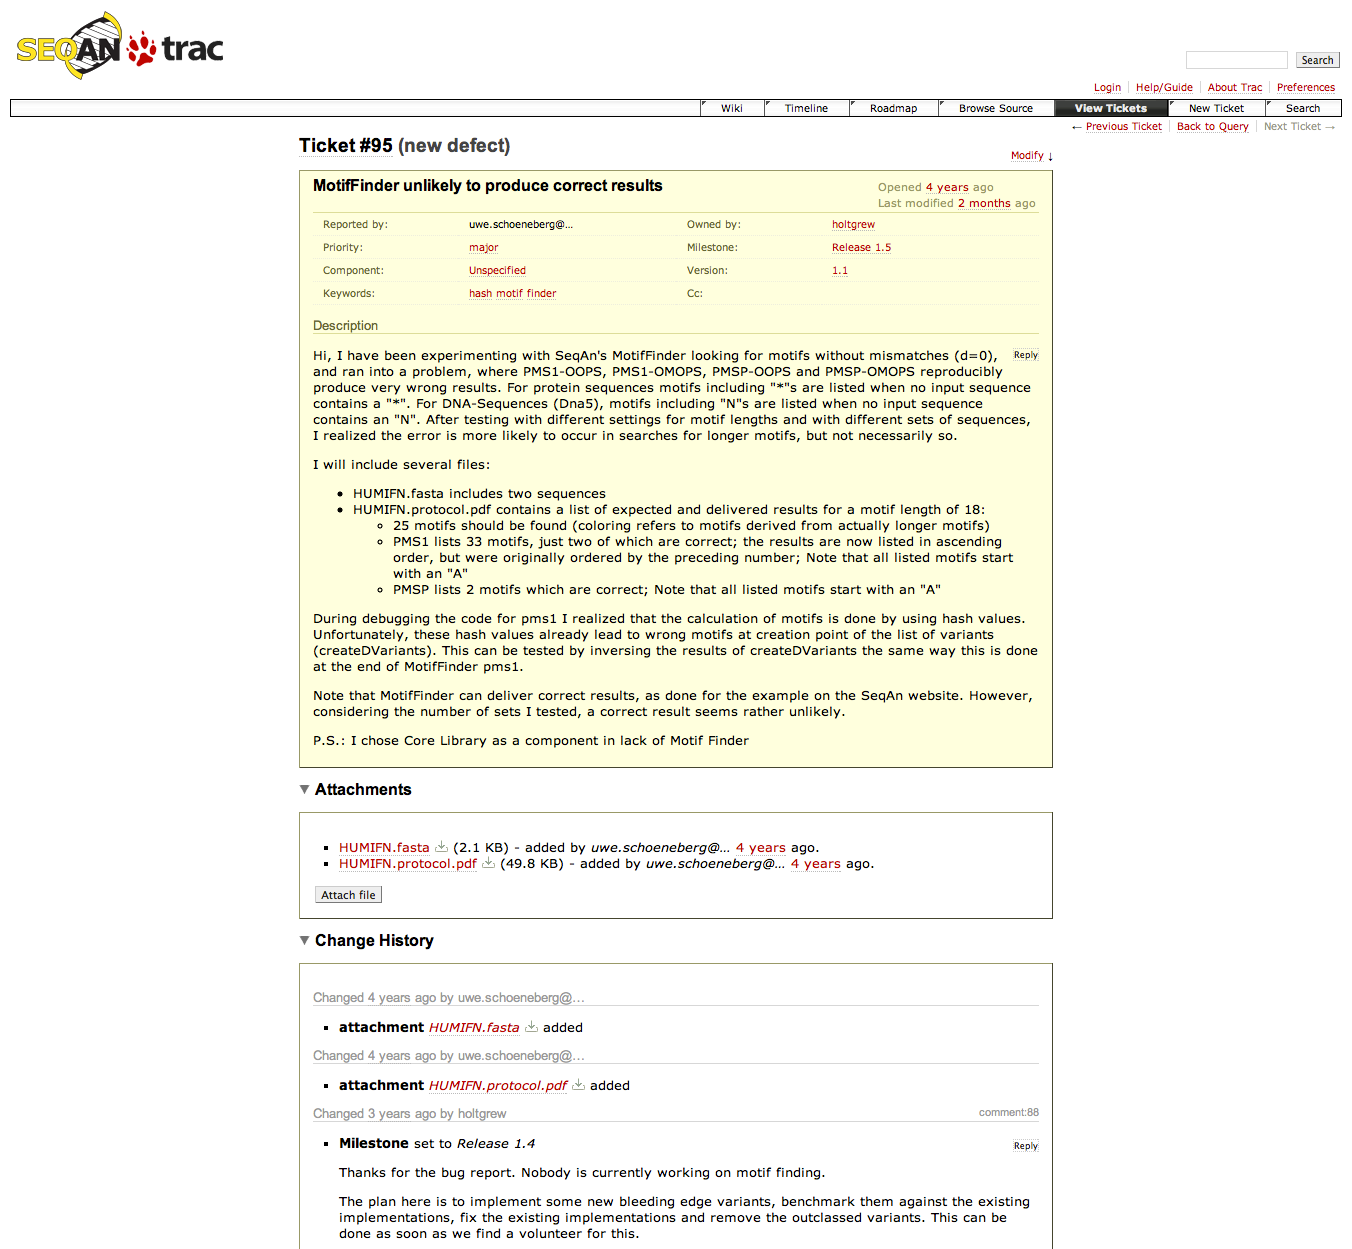 SEQAN trac
Search
Login Help/Guide About Trac Preferences
Wiki Timeline Roadmap Browse Source View Tickets New Ticket Search
← Previous Ticket Back to Query Next Ticket →
Ticket #95 (new defect)
Modify ↓
MotifFinder unlikely to produce correct results
Opened 4 years ago
Last modified 2 months ago
Reported by: uwe.schoeneberg@… Owned by: holtgrew
Priority: major Milestone: Release 1.5
Component: Unspecified Version: 1.1
Keywords: hash motif finder Cc:
Description
Reply
Hi, I have been experimenting with SeqAn's MotifFinder looking for motifs without mismatches (d=0),
and ran into a problem, where PMS1-OOPS, PMS1-OMOPS, PMSP-OOPS and PMSP-OMOPS reproducibly
produce very wrong results. For protein sequences motifs including "*"s are listed when no input sequence
contains a "*". For DNA-Sequences (Dna5), motifs including "N"s are listed when no input sequence
contains an "N". After testing with different settings for motif lengths and with different sets of sequences,
I realized the error is more likely to occur in searches for longer motifs, but not necessarily so.
I will include several files:
• HUMIFN.fasta includes two sequences
• HUMIFN.protocol.pdf contains a list of expected and delivered results for a motif length of 18:
◦ 25 motifs should be found (coloring refers to motifs derived from actually longer motifs)
◦ PMS1 lists 33 motifs, just two of which are correct; the results are now listed in ascending
order, but were originally ordered by the preceding number; Note that all listed motifs start
with an "A"
◦ PMSP lists 2 motifs which are correct; Note that all listed motifs start with an "A"
During debugging the code for pms1 I realized that the calculation of motifs is done by using hash values.
Unfortunately, these hash values already lead to wrong motifs at creation point of the list of variants
(createDVariants). This can be tested by inversing the results of createDVariants the same way this is done
at the end of MotifFinder pms1.
Note that MotifFinder can deliver correct results, as done for the example on the SeqAn website. However,
considering the number of sets I tested, a correct result seems rather unlikely.
P.S.: I chose Core Library as a component in lack of Motif Finder
▼ Attachments
▪ HUMIFN.fasta (2.1 KB) - added by uwe.schoeneberg@… 4 years ago.
▪ HUMIFN.protocol.pdf (49.8 KB) - added by uwe.schoeneberg@… 4 years ago.
Attach file
▼ Change History
Changed 4 years ago by uwe.schoeneberg@…
▪ attachment HUMIFN.fasta added
Changed 4 years ago by uwe.schoeneberg@…
▪ attachment HUMIFN.protocol.pdf added
Changed 3 years ago by holtgrew comment:88
▪ Milestone set to Release 1.4
Reply
Thanks for the bug report. Nobody is currently working on motif finding.
The plan here is to implement some new bleeding edge variants, benchmark them against the existing
implementations, fix the existing implementations and remove the outclassed variants. This can be
done as soon as we find a volunteer for this.